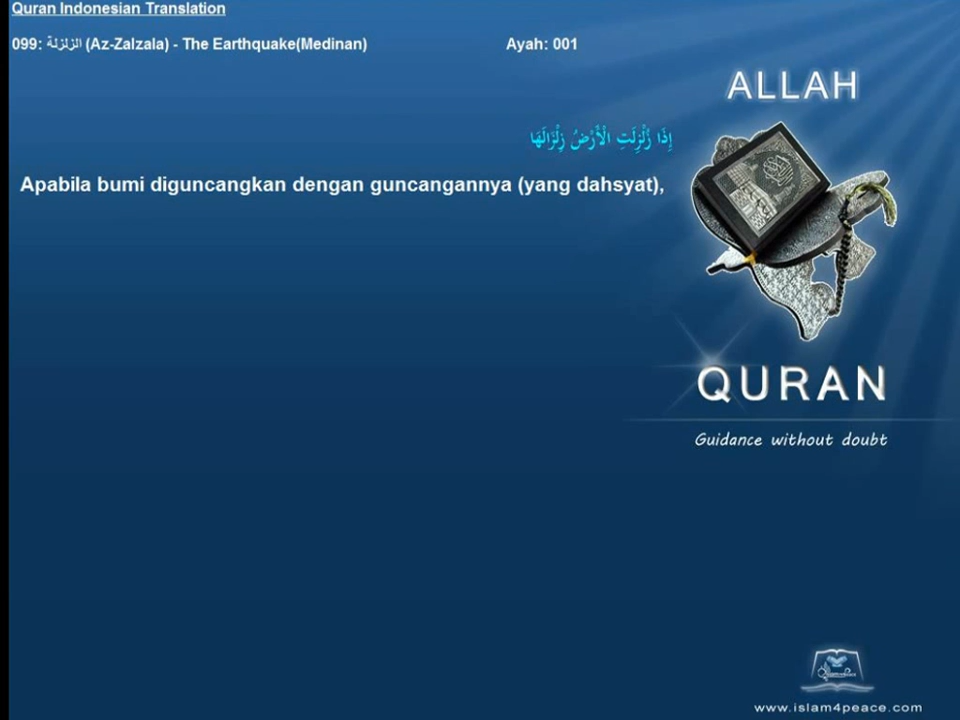 Quran Indonesian Translation
099: الزلزلة (Az-Zalzala) - The Earthquake(Medinan) Ayah: 001
ALLAH
إِذَا زُلْزِلَتِ الْأَرْضُ زِلْزَالَهَا
Apabila bumi diguncangkan dengan guncangannya (yang dahsyat),
QURAN
Guidance without doubt
www.islam4peace.com